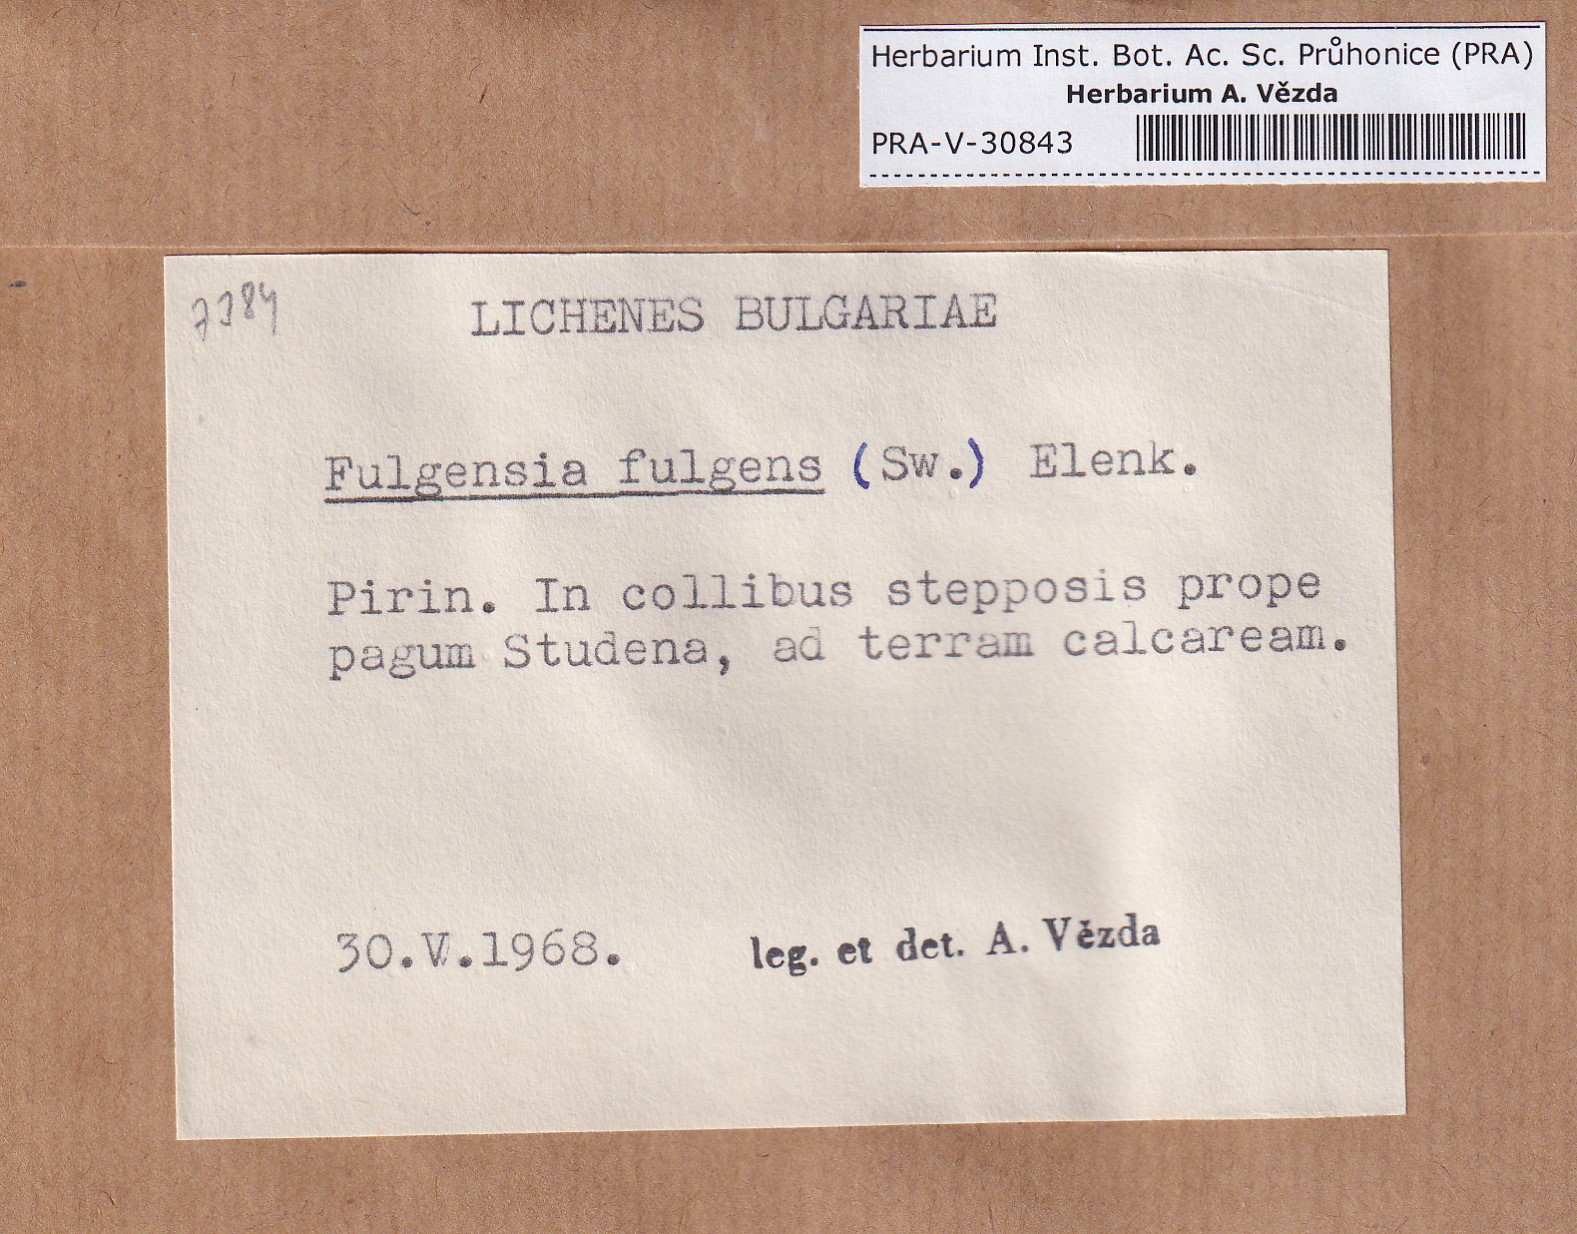 Herbarium Inst. Bot. Ac. Sc. Průhonice (PRA)
Herbarium A. Vězda
PRA-V-30843
7384
LICHENES BULGARIAE
Fulgensia fulgens (Sw.) Elenk.
Pirin. In collibus stepposis prope
pagum Studena, ad terram calcaream.
30.V.1968. leg. et det. A. Vězda